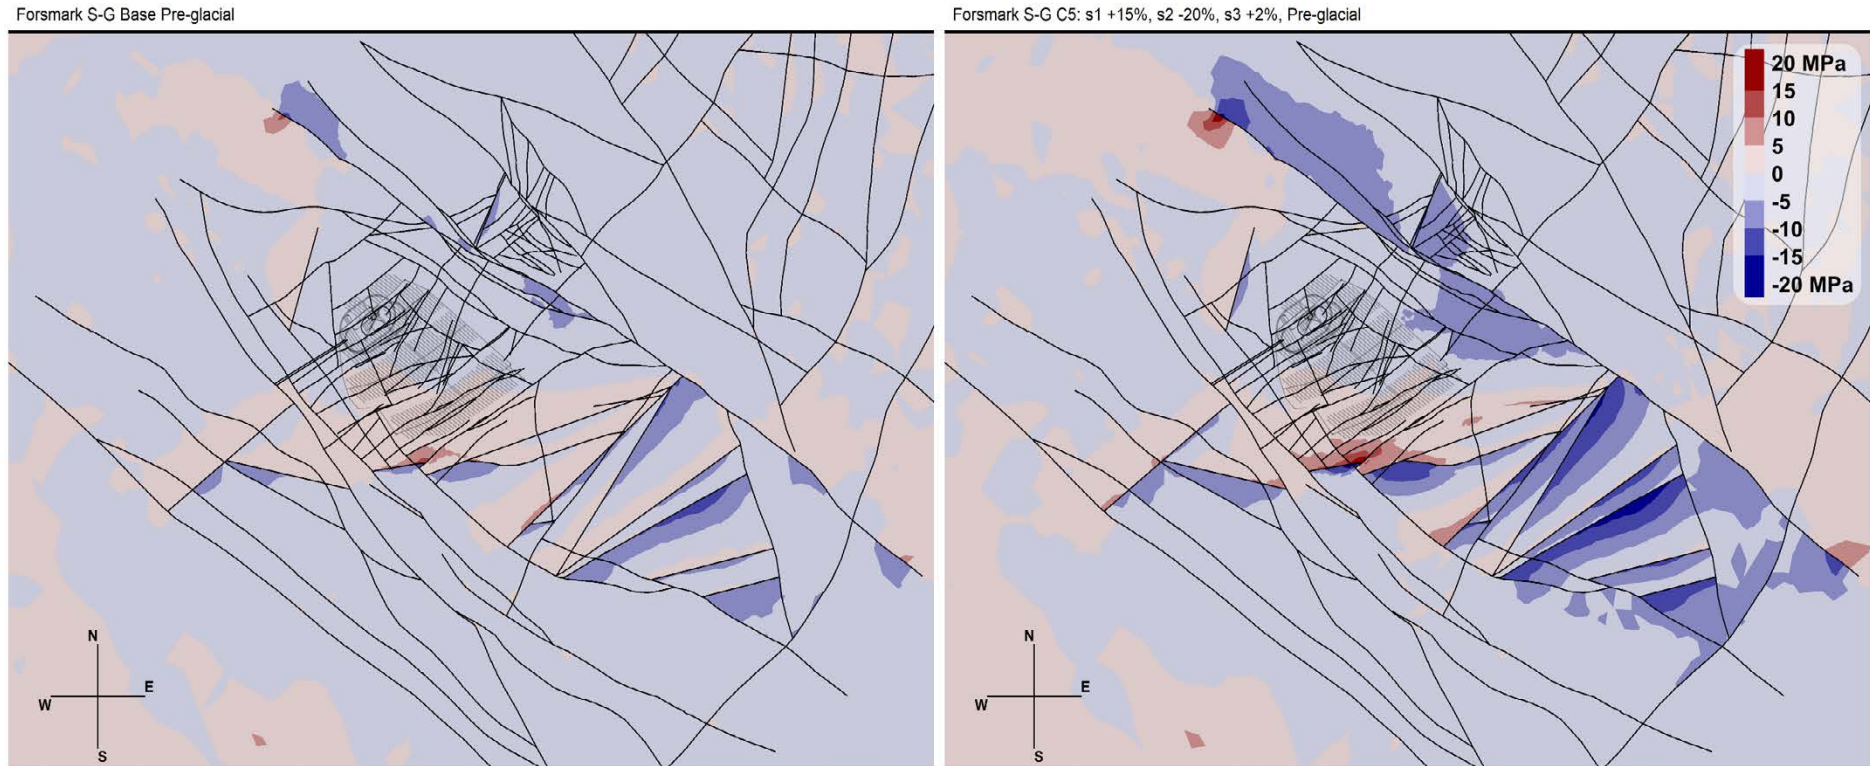 Forsmark S-G Base Pre-glacial
Forsmark S-G C5: s1 +15%, s2 -20%, s3 +2%, Pre-glacial
20 MPa
15
10
5
0
-5
-10
-15
-20 MPa
N
W
E
S
N
W
E
S